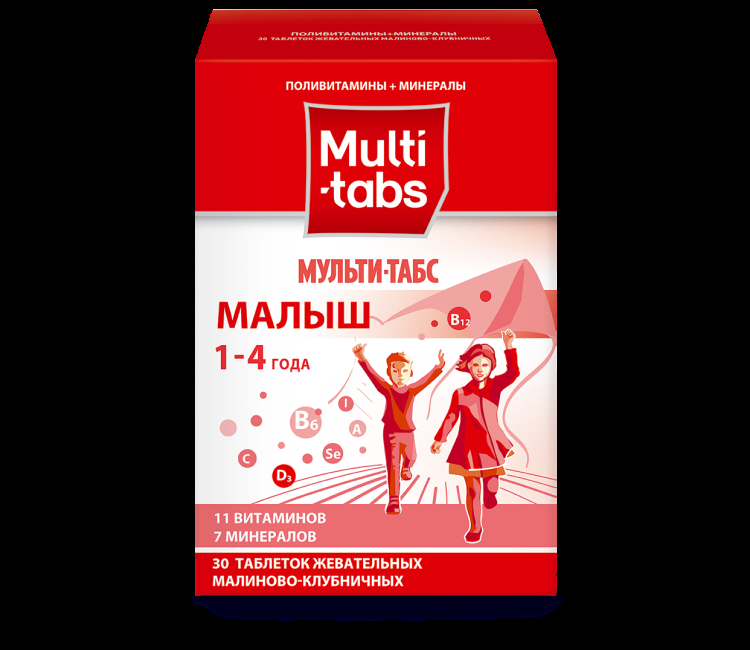 ПОЛИВИТАМИНЫ+МИНЕРАЛЫ
30 ТАБЛЕТОК ЖЕВАТЕЛЬНЫХ МАЛИНОВО-КЛУБНИЧНЫХ
ПОЛИВИТАМИНЫ + МИНЕРАЛЫ
Multi
-tabs
МУЛЬТИ-ТАБС
МАЛЫШ
1-4 ГОДА
B12
I
B6
A
C
Se
D3
11 ВИТАМИНОВ
7 МИНЕРАЛОВ
30 ТАБЛЕТОК ЖЕВАТЕЛЬНЫХ
МАЛИНОВО-КЛУБНИЧНЫХ